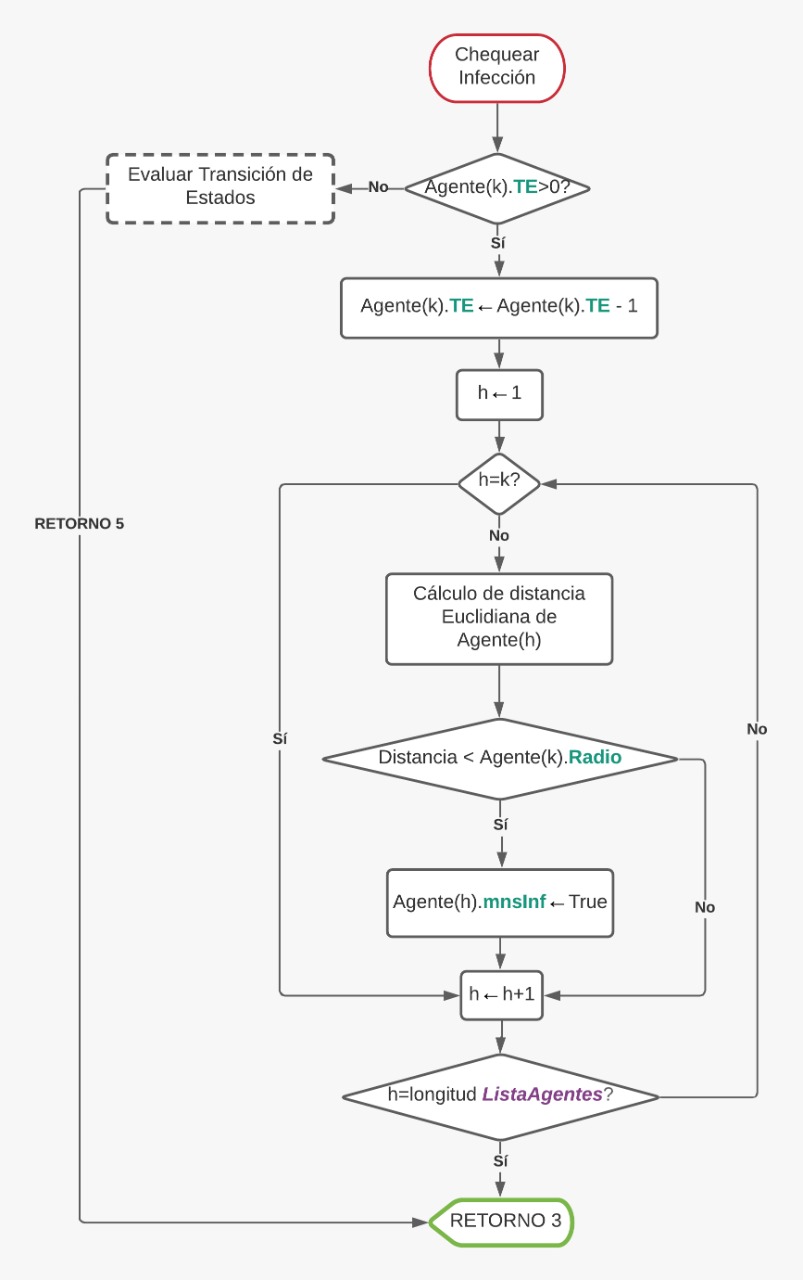 Chequear
Infección
Agente(k).TE>0?
No
Evaluar Transición de
Estados
Sí
Agente(k).TE←Agente(k).TE - 1
h←1
h=k?
RETORNO 5
No
Cálculo de distancia
Euclidiana de
Agente(h)
Sí
No
Distancia < Agente(k).Radio
Sí
Agente(h).mnsInf←True
No
h←h+1
h=longitud ListaAgentes?
Sí
RETORNO 3